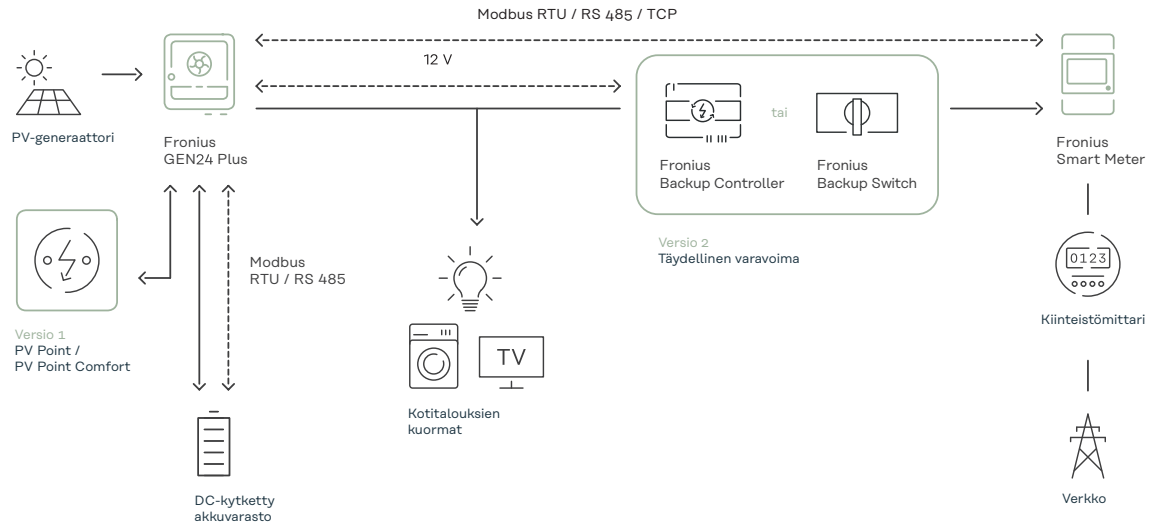 Modbus RTU / RS 485 / TCP
12 V
PV-generaattori
Fronius
GEN24 Plus
tai
Fronius
Backup Controller
Fronius
Backup Switch
Fronius
Smart Meter
Versio 2
Täydellinen varavoima
Modbus
RTU / RS 485
0123
Kiinteistömittari
Versio 1
PV Point /
PV Point Comfort
TV
Kotitalouksien
kuormat
DC-kytketty
akkuvarasto
Verkko